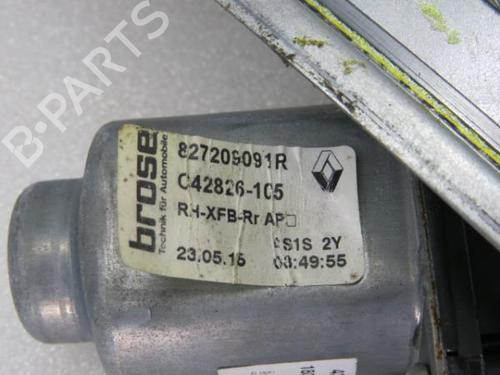 B-PARTS
brose
Technik für Automobile
827209091R
C42826-105
RH-XFB-Rr AP□
S1S 2Y
23.05.16 03:49:55